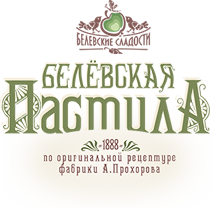 БЕЛЕВСКИЕ СЛАДОСТИ
БЕЛЁВСКАЯ
ПАСТИЛА
-1888-
по оригинальной рецептуре
фабрики А.Прохорова